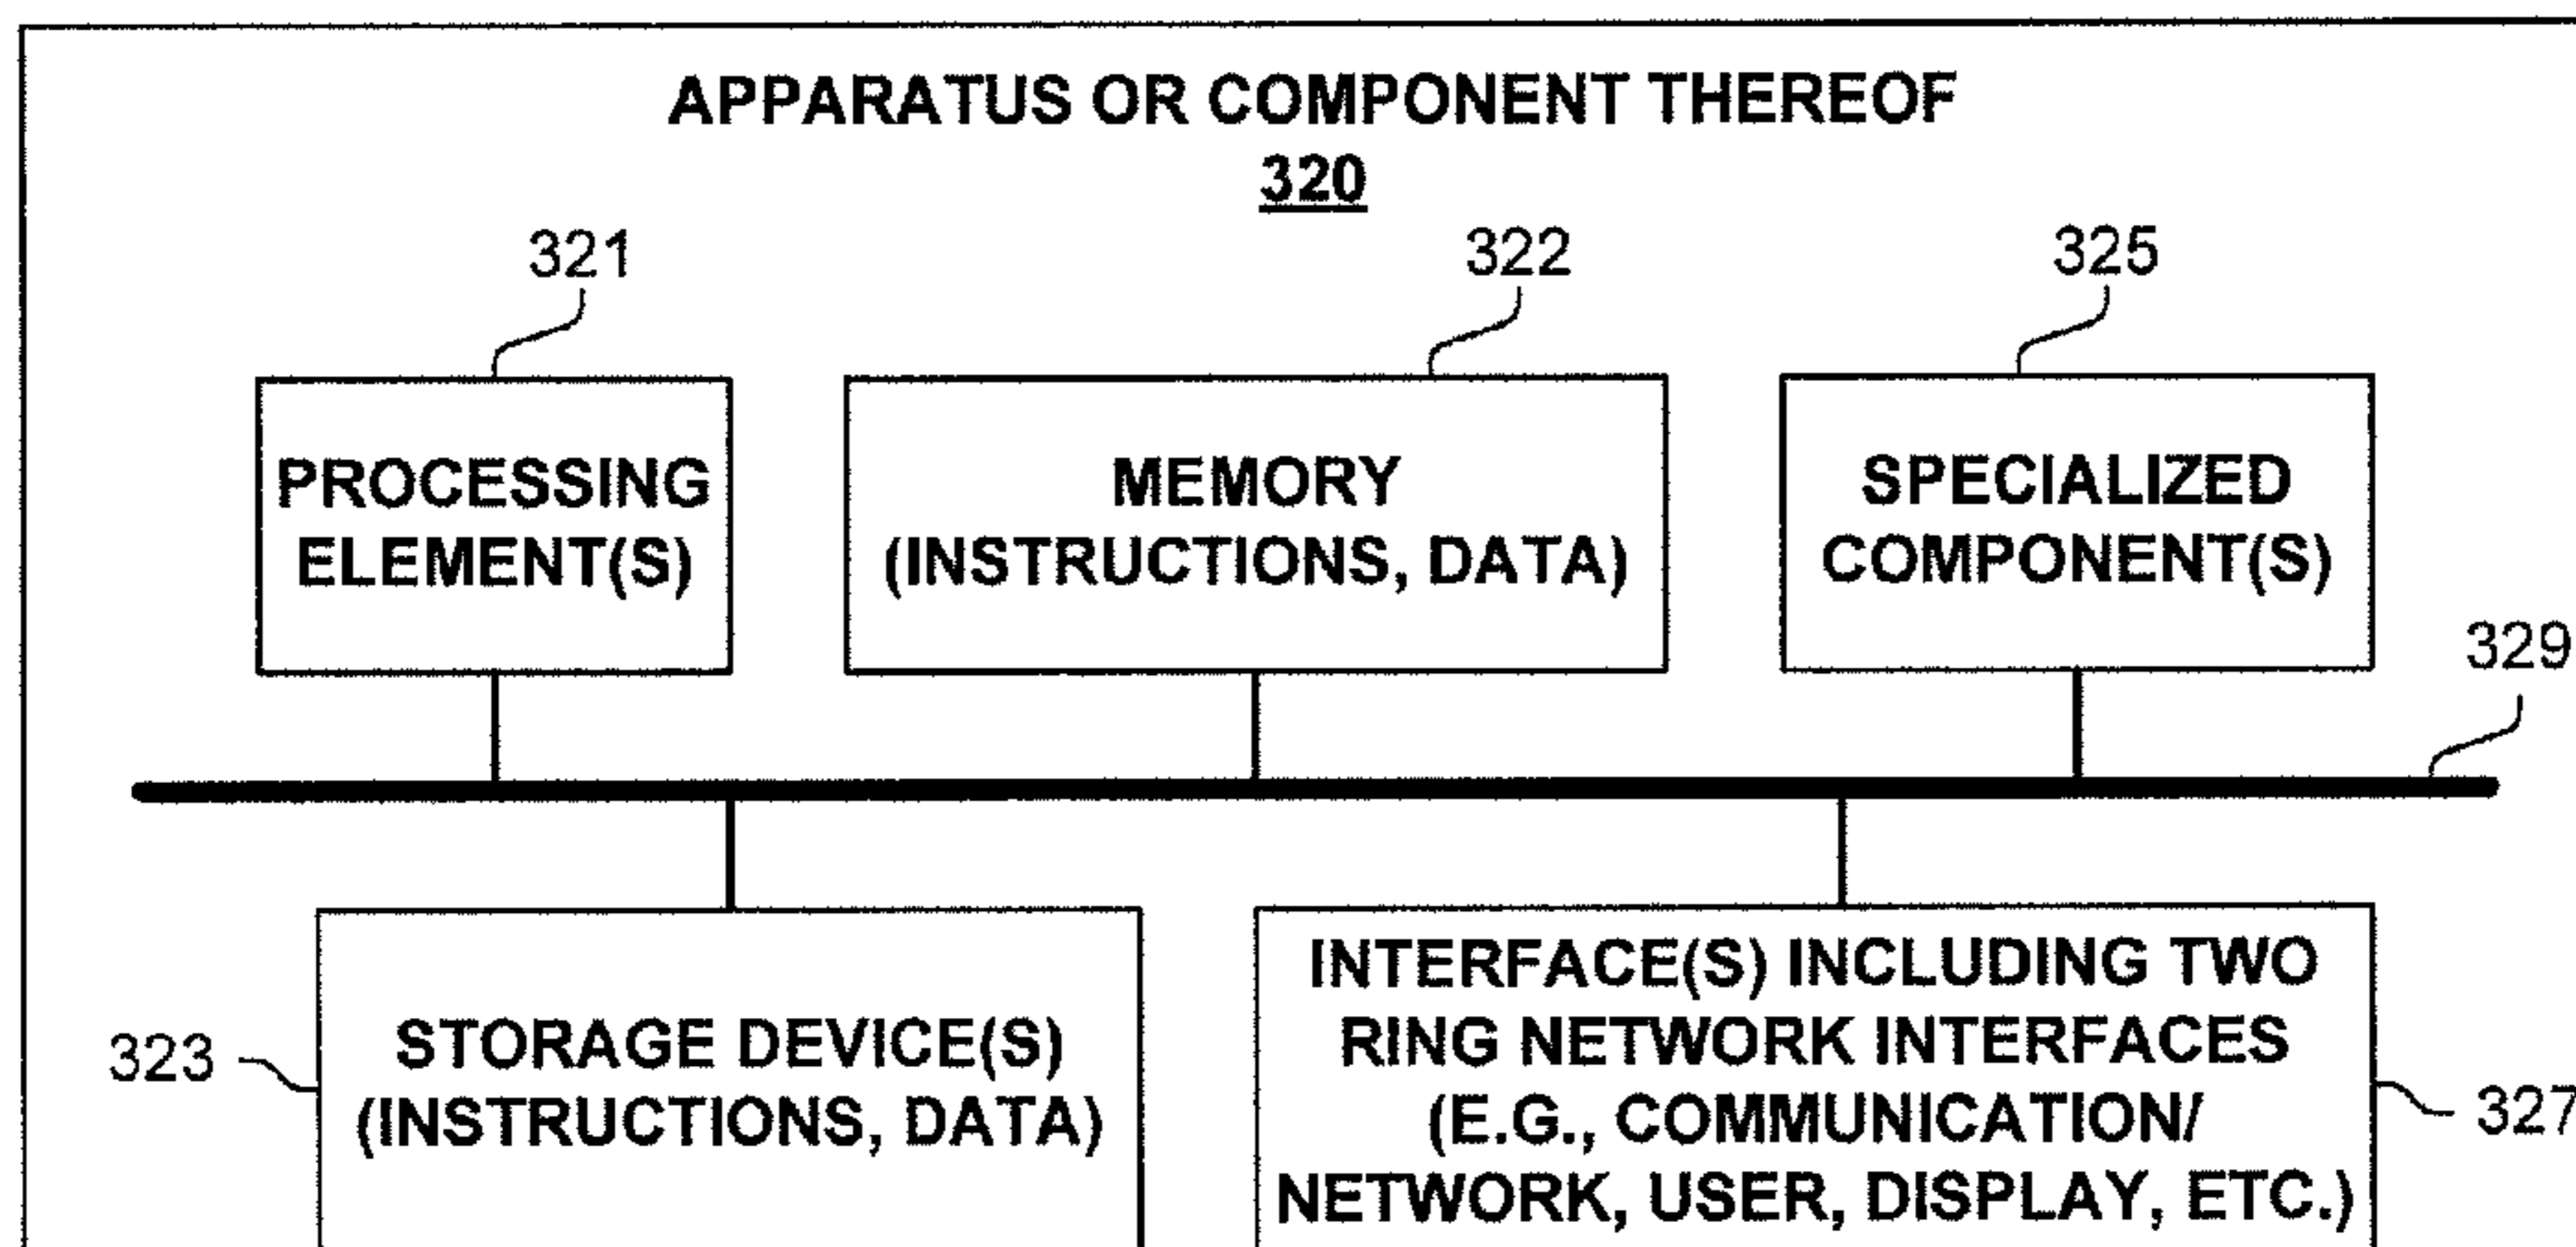 APPARATUS OR COMPONENT THEREOF
320
321
322
325
PROCESSING
ELEMENT(S)
MEMORY
(INSTRUCTIONS, DATA)
SPECIALIZED
COMPONENT(S)
329
323
STORAGE DEVICE(S)
(INSTRUCTIONS, DATA)
INTERFACE(S) INCLUDING TWO
RING NETWORK INTERFACES
(E.G., COMMUNICATION/
NETWORK, USER, DISPLAY, ETC.)
327